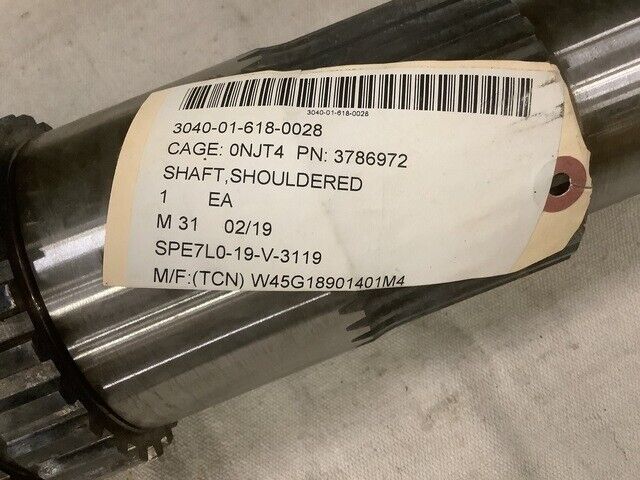 3040-01-618-0028
3040-01-618-0028
CAGE: 0NJT4 PN: 3786972
SHAFT,SHOULDERED
1 EA
M 31 02/19
SPE7L0-19-V-3119
M/F:(TCN) W45G18901401M4